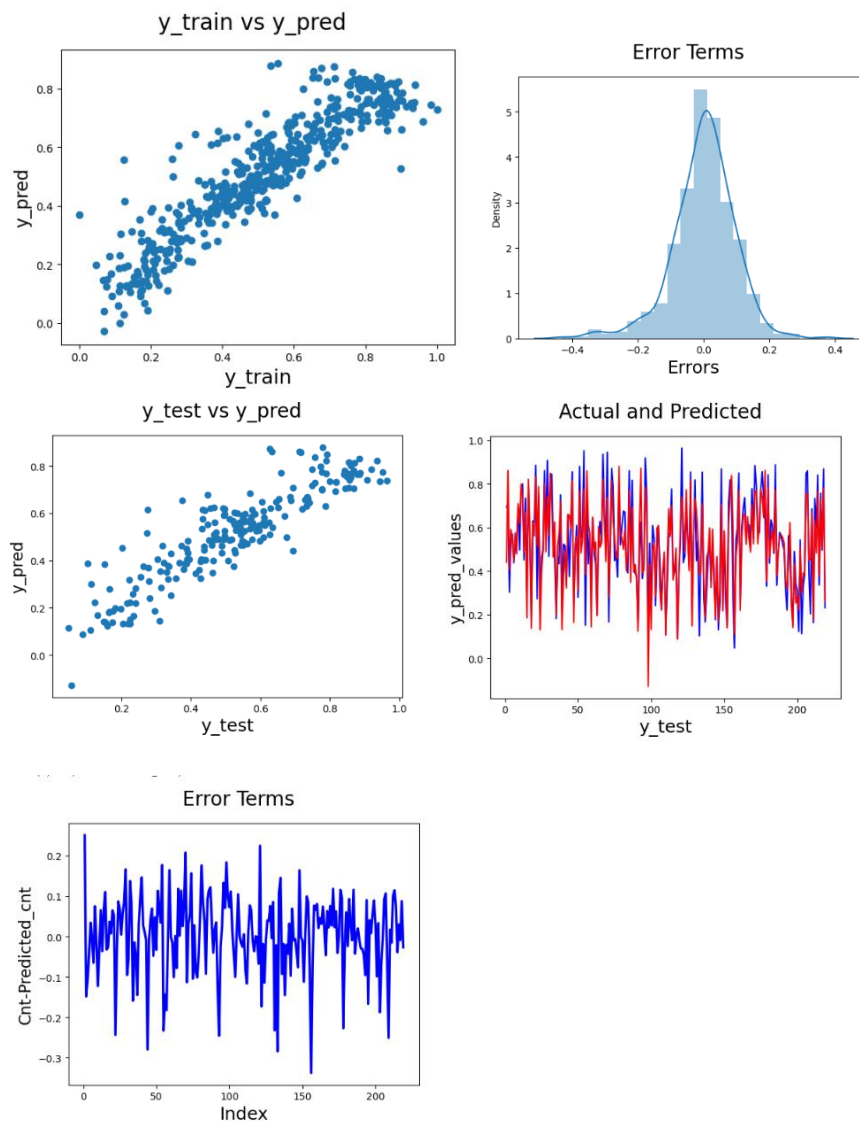 y_train vs y_pred
0.8
0.6
0.4
0.2
0.0
y_pred
0.0 0.2 0.4 0.6 0.8 1.0
y_train
Error Terms
5
4
3
2
1
0
Density
−0.4 −0.2 0.0 0.2 0.4
Errors
y_test vs y_pred
0.8
0.6
0.4
0.2
0.0
y_pred
0.2 0.4 0.6 0.8 1.0
y_test
Actual and Predicted
1.0
0.8
0.6
0.4
0.2
0.0
y_pred_values
0 50 100 150 200
y_test
Error Terms
0.2
0.1
0.0
−0.1
−0.2
−0.3
Cnt-Predicted_cnt
0 50 100 150 200
Index